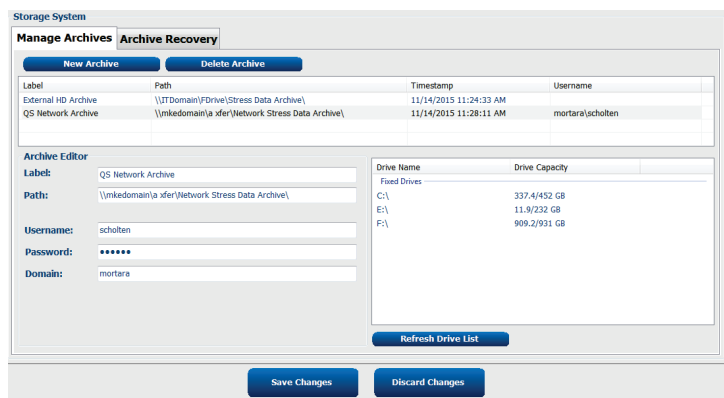 Storage System
Manage Archives Archive Recovery
New Archive Delete Archive
Label Path Timestamp Username
External HD Archive \\ITDomain\FDrive\Stress Data Archive\ 11/14/2015 11:24:33 AM
QS Network Archive \\mkedomain\a xfer\Network Stress Data Archive\ 11/14/2015 11:28:11 AM mortara\scholten
Archive Editor
Label: QS Network Archive
Path: \\mkedomain\a xfer\Network Stress Data Archive\
Username: scholten
Password: ●●●●●●
Domain: mortara
Drive Name Drive Capacity
Fixed Drives
C:\ 337.4/452 GB
E:\ 11.9/232 GB
F:\ 909.2/931 GB
Refresh Drive List
Save Changes Discard Changes